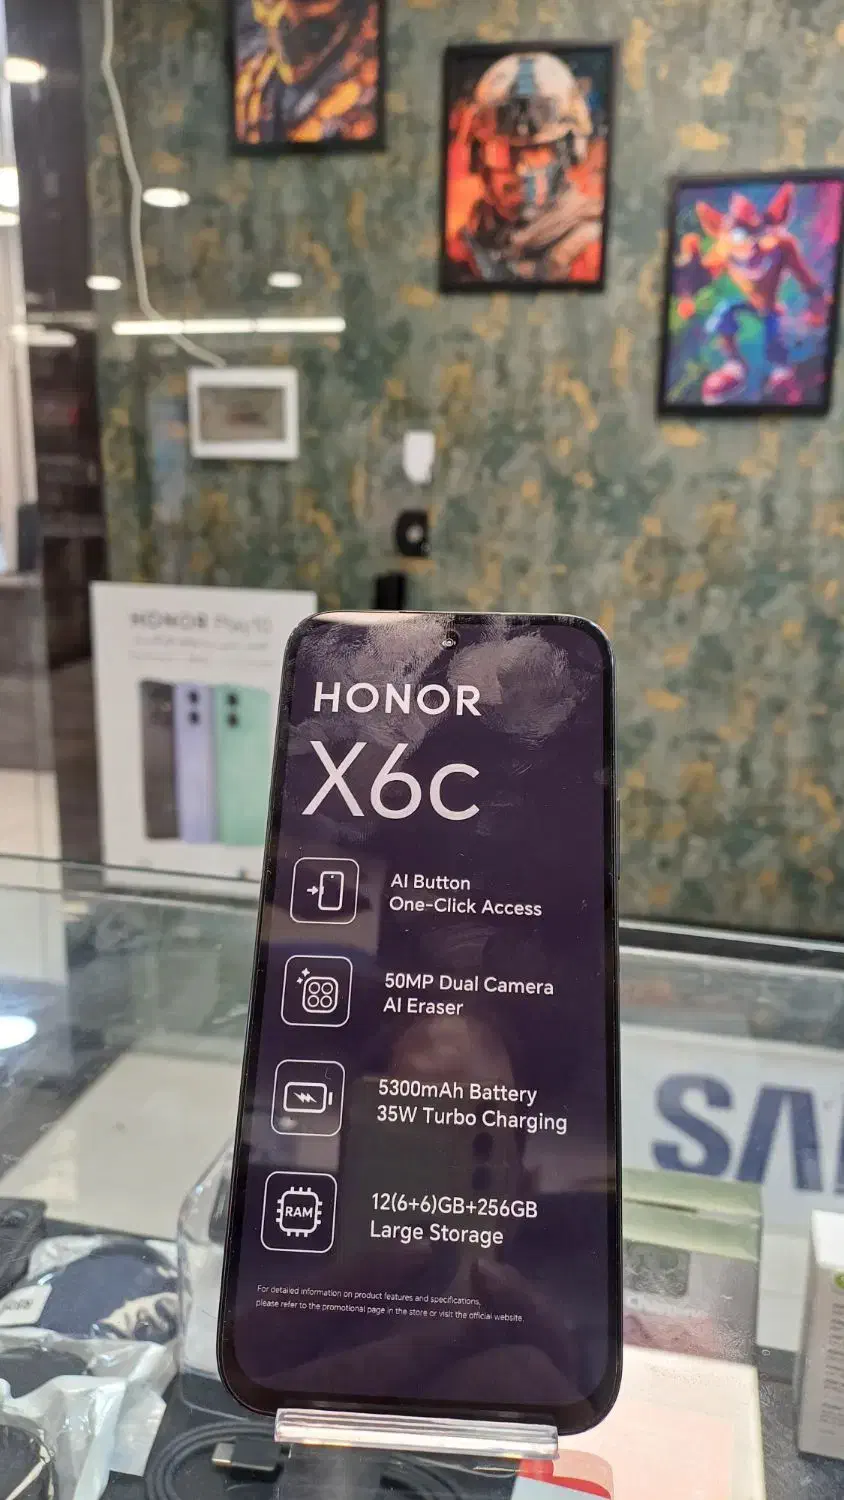 HONOR Play10
HONOR
X6c
AI Button
One-Click Access
50MP Dual Camera
AI Eraser
5300mAh Battery
35W Turbo Charging
RAM
12(6+6)GB+256GB
Large Storage
For detailed information on product features and specifications,
please refer to the promotional page in the store or visit the official website.